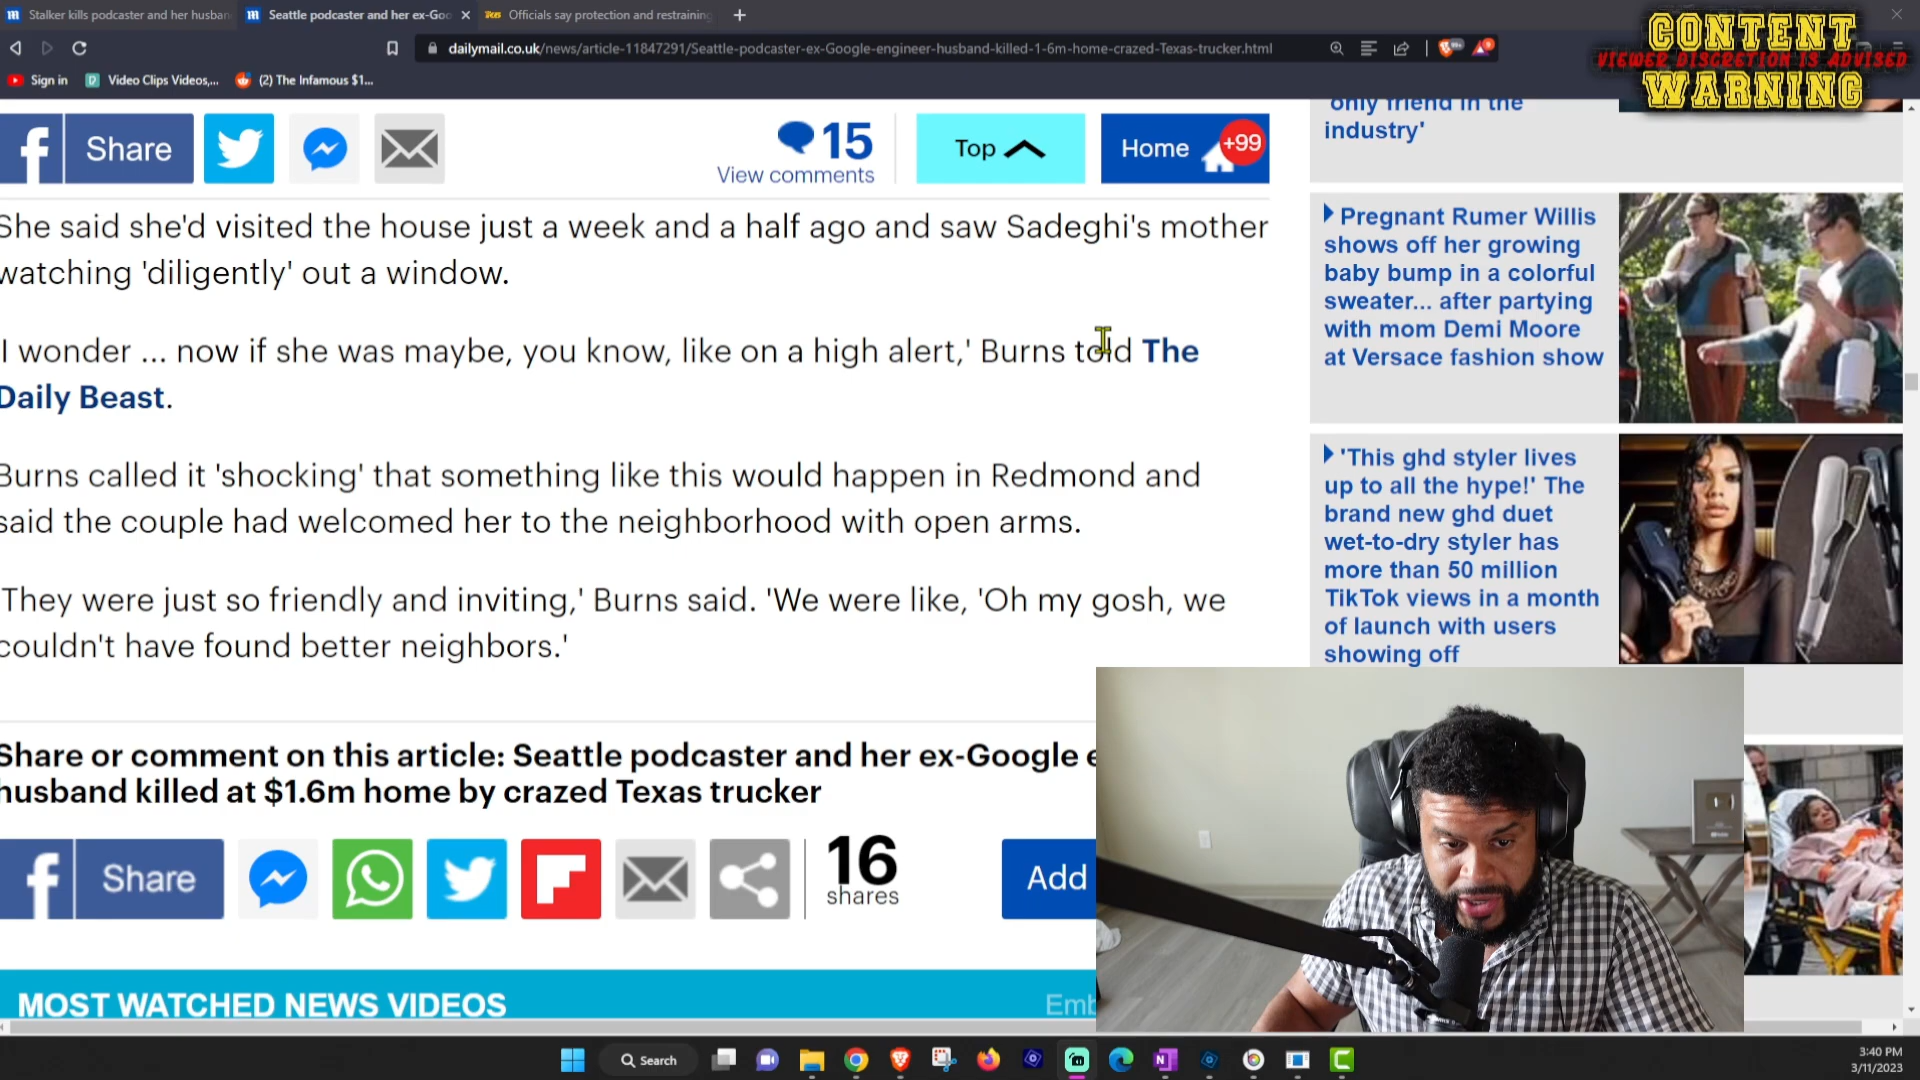 Stalker kills podcaster and her husban
Seattle podcaster and her ex-Goo
Officials say protection and restraining
CONTENT
VIEWER DISCRETION IS ADVISED
WARNING
dailymail.co.uk/news/article-11847291/Seattle-podcaster-ex-Google-engineer-husband-killed-1-6m-home-crazed-Texas-trucker.html
Sign in
Video Clips Videos,...
(2) The Infamous $1...
Share
15
View comments
Top
Home
+99
She said she'd visited the house just a week and a half ago and saw Sadeghi's mother
watching 'diligently' out a window.
I wonder ... now if she was maybe, you know, like on a high alert,' Burns told The
Daily Beast.
Burns called it 'shocking' that something like this would happen in Redmond and
said the couple had welcomed her to the neighborhood with open arms.
They were just so friendly and inviting,' Burns said. 'We were like, 'Oh my gosh, we
couldn't have found better neighbors.'
Share or comment on this article: Seattle podcaster and her ex-Google e
husband killed at $1.6m home by crazed Texas trucker
Share
16
shares
Add
MOST WATCHED NEWS VIDEOS
Emb
only friend in the
industry'
Pregnant Rumer Willis
shows off her growing
baby bump in a colorful
sweater... after partying
with mom Demi Moore
at Versace fashion show
'This ghd styler lives
up to all the hype!' The
brand new ghd duet
wet-to-dry styler has
more than 50 million
TikTok views in a month
of launch with users
showing off
Search
3:40 PM
3/11/2023